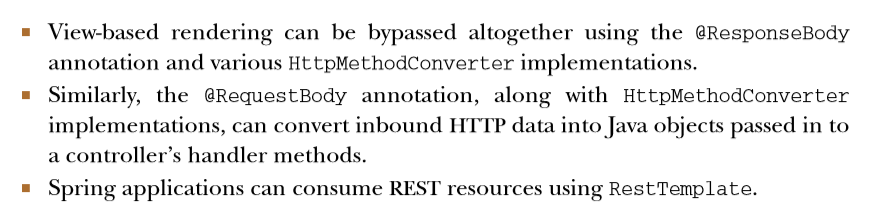 ▪ View-based rendering can be bypassed altogether using the @ResponseBody
annotation and various HttpMethodConverter implementations.
▪ Similarly, the @RequestBody annotation, along with HttpMethodConverter
implementations, can convert inbound HTTP data into Java objects passed in to
a controller’s handler methods.
▪ Spring applications can consume REST resources using RestTemplate.